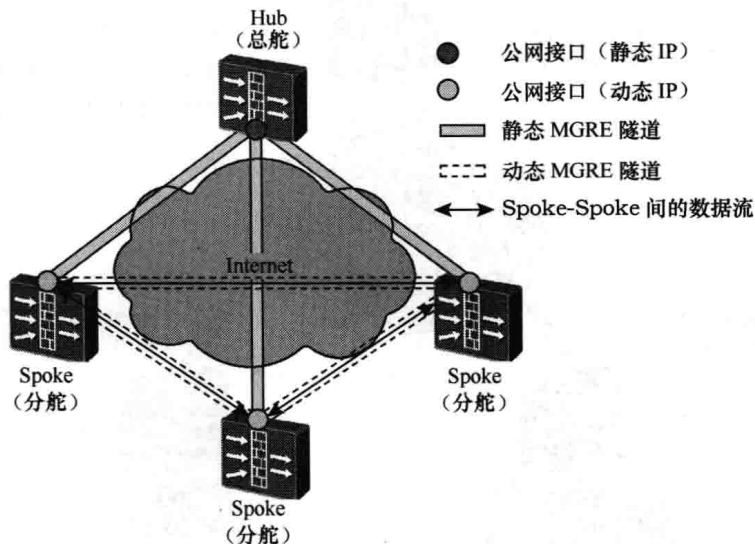 Hub
（总舵）
公网接口（静态 IP）
公网接口（动态 IP）
静态 MGRE 隧道
动态 MGRE 隧道
Spoke-Spoke 间的数据流
Internet
Spoke
（分舵）
Spoke
（分舵）
Spoke
（分舵）